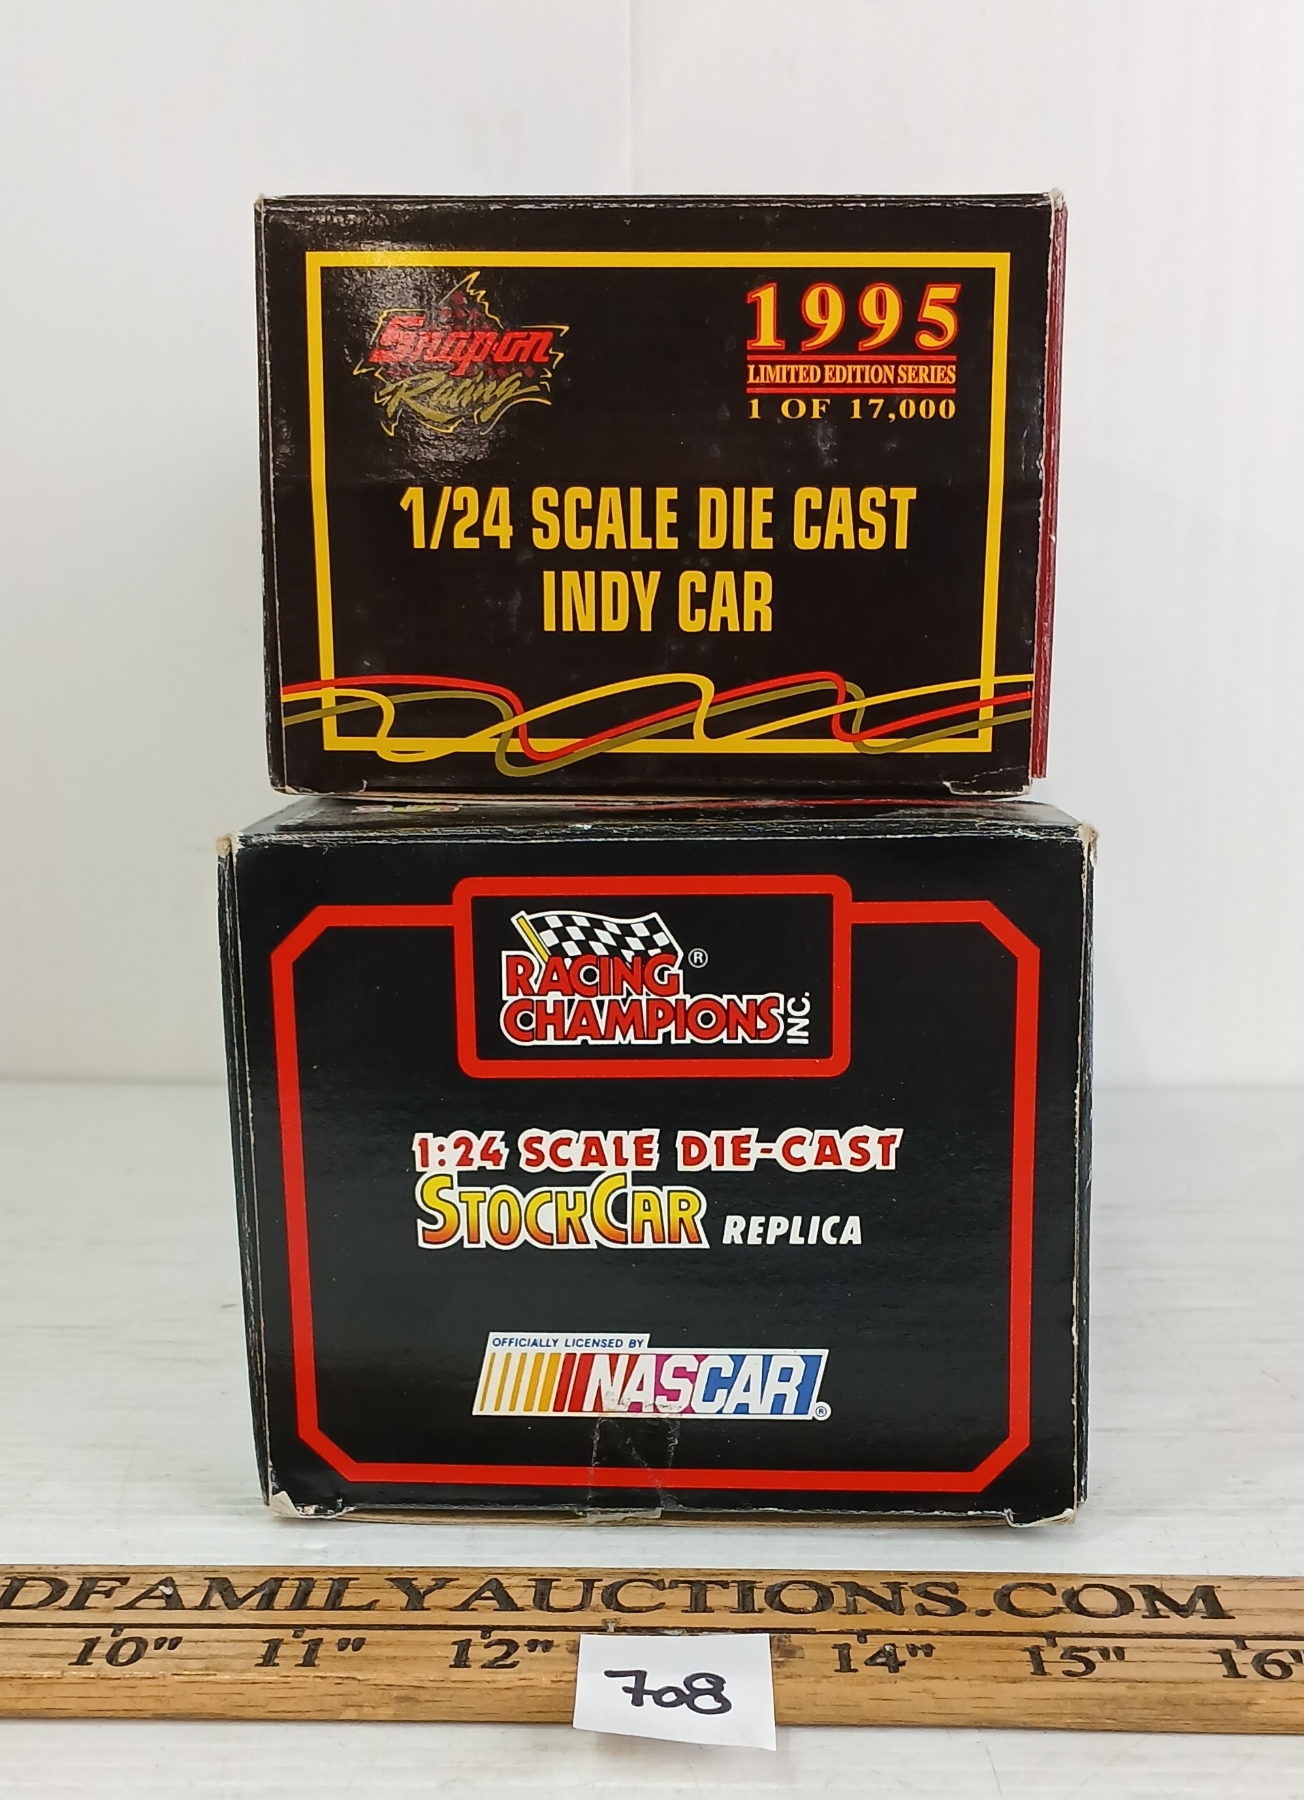 Snap-on
Racing
1995
LIMITED EDITION SERIES
1 OF 17,000
1/24 SCALE DIE CAST
INDY CAR
RACING ®
CHAMPIONS INC.
1:24 SCALE DIE-CAST
STOCKCAR REPLICA
OFFICIALLY LICENSED BY
NASCAR ®
DFAMILYAUCTIONS.COM
10" 11" 12" 14" 15" 16"
708